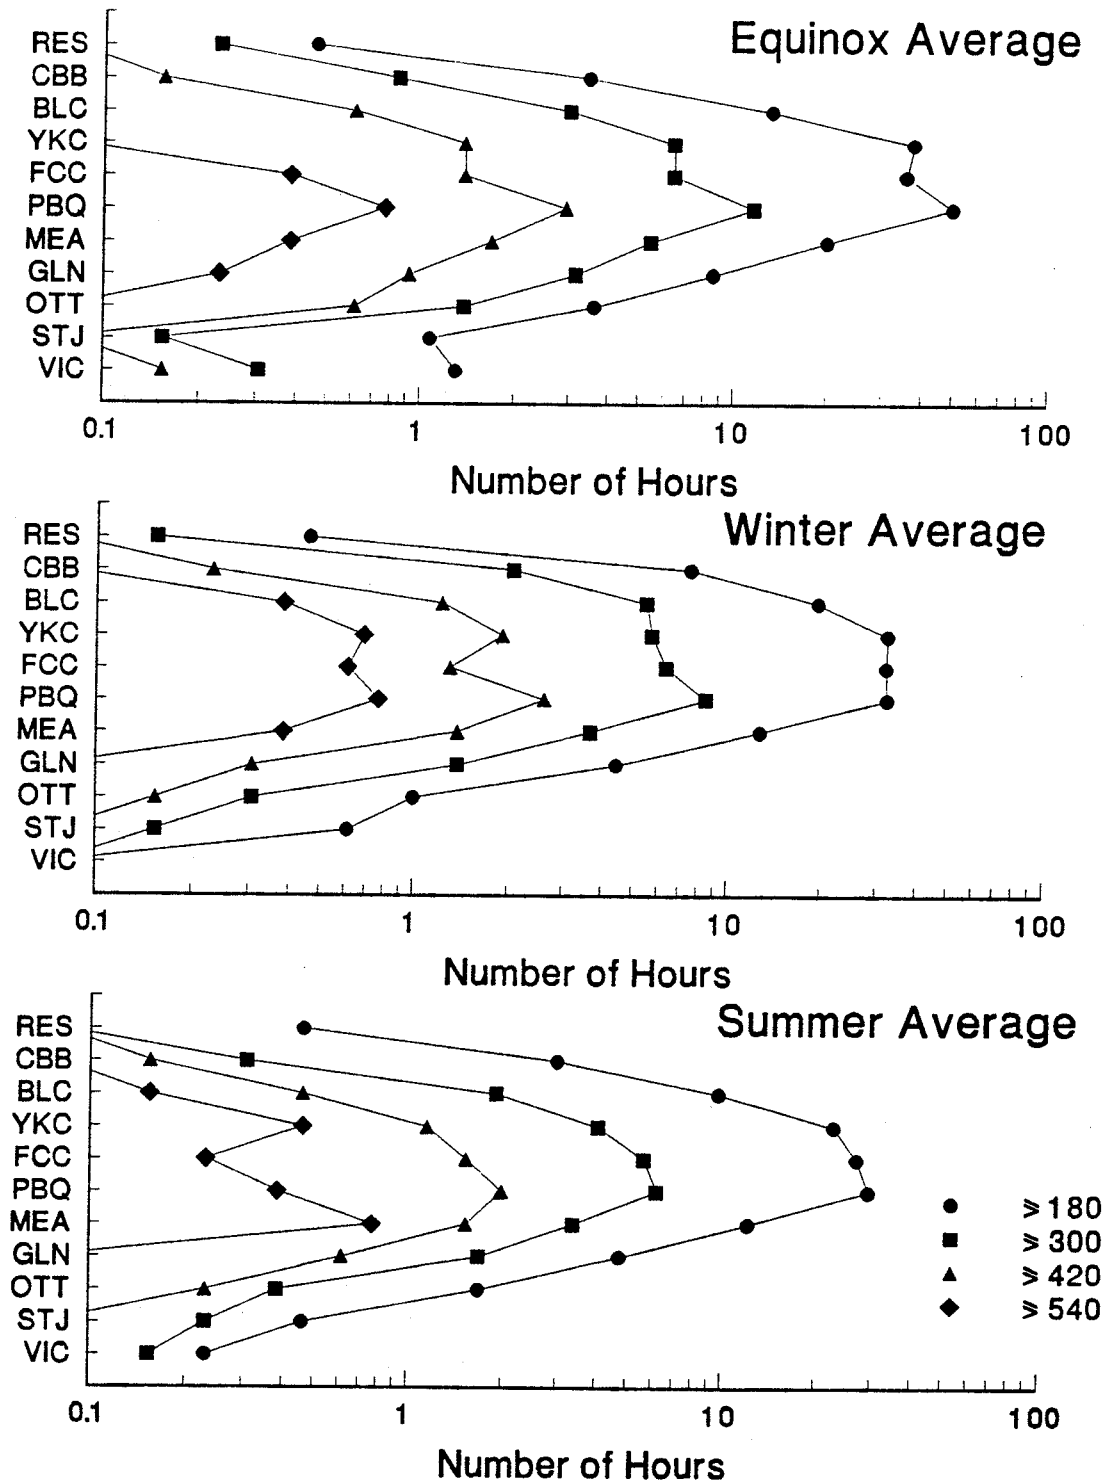 Equinox Average
RES
CBB
BLC
YKC
FCC
PBQ
MEA
GLN
OTT
STJ
VIC
0.1 1 10 100
Number of Hours
Winter Average
RES
CBB
BLC
YKC
FCC
PBQ
MEA
GLN
OTT
STJ
VIC
0.1 1 10 100
Number of Hours
Summer Average
RES
CBB
BLC
YKC
FCC
PBQ
MEA
GLN
OTT
STJ
VIC
⩾ 180
⩾ 300
⩾ 420
⩾ 540
0.1 1 10 100
Number of Hours